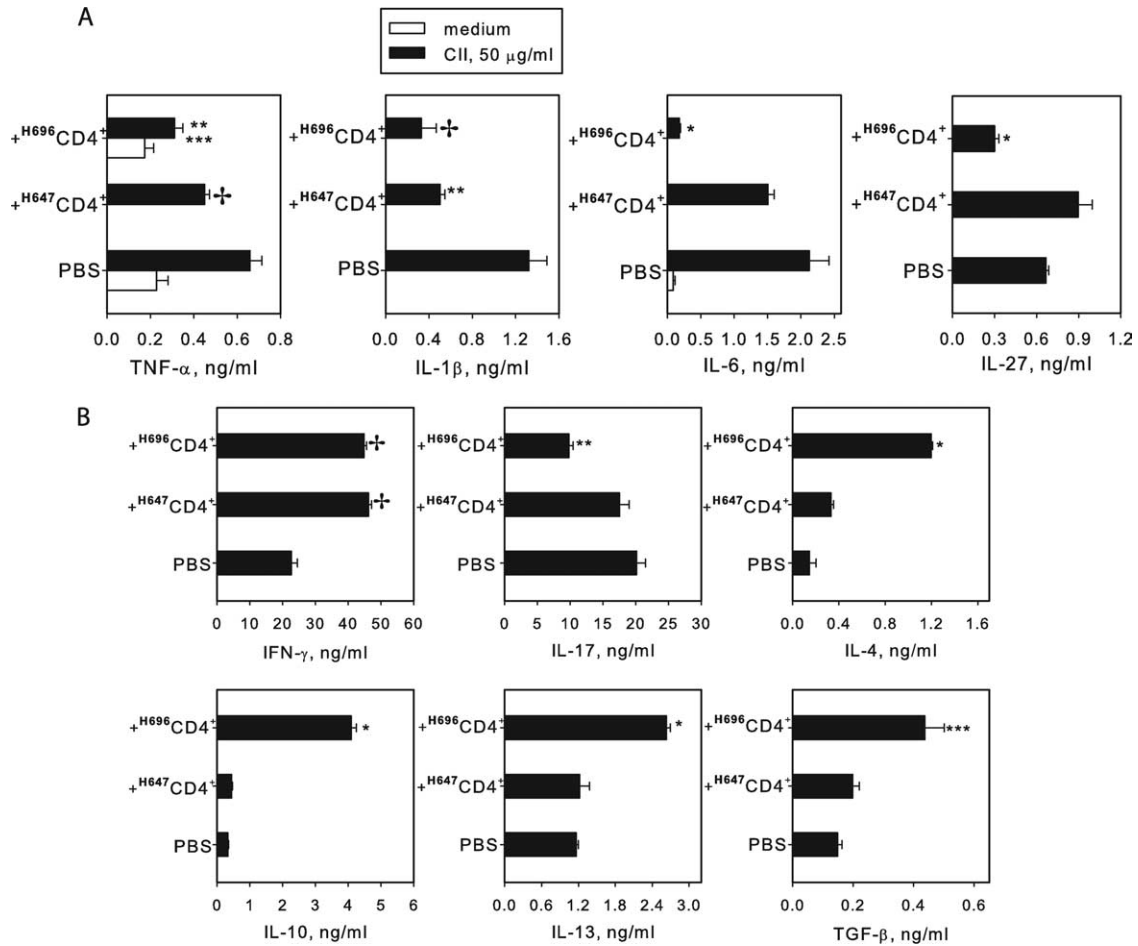 A
medium
CII, 50 μg/ml
+H696CD4+
**
***
+H647CD4+
✢
PBS
0.0 0.2 0.4 0.6 0.8
TNF-α, ng/ml
+H696CD4+
✢
+H647CD4+
**
PBS
0.0 0.4 0.8 1.2 1.6
IL-1β, ng/ml
+H696CD4+
*
+H647CD4+
PBS
0.0 0.5 1.0 1.5 2.0 2.5
IL-6, ng/ml
+H696CD4+
*
+H647CD4+
PBS
0.0 0.3 0.6 0.9 1.2
IL-27, ng/ml
B
+H696CD4+
✢
+H647CD4+
✢
PBS
0 10 20 30 40 50 60
IFN-γ, ng/ml
+H696CD4+
**
+H647CD4+
PBS
0 5 10 15 20 25 30
IL-17, ng/ml
+H696CD4+
*
+H647CD4+
PBS
0.0 0.4 0.8 1.2 1.6
IL-4, ng/ml
+H696CD4+
*
+H647CD4+
PBS
0 1 2 3 4 5 6
IL-10, ng/ml
+H696CD4+
*
+H647CD4+
PBS
0.0 0.6 1.2 1.8 2.4 3.0
IL-13, ng/ml
+H696CD4+
***
+H647CD4+
PBS
0.0 0.2 0.4 0.6
TGF-β, ng/ml